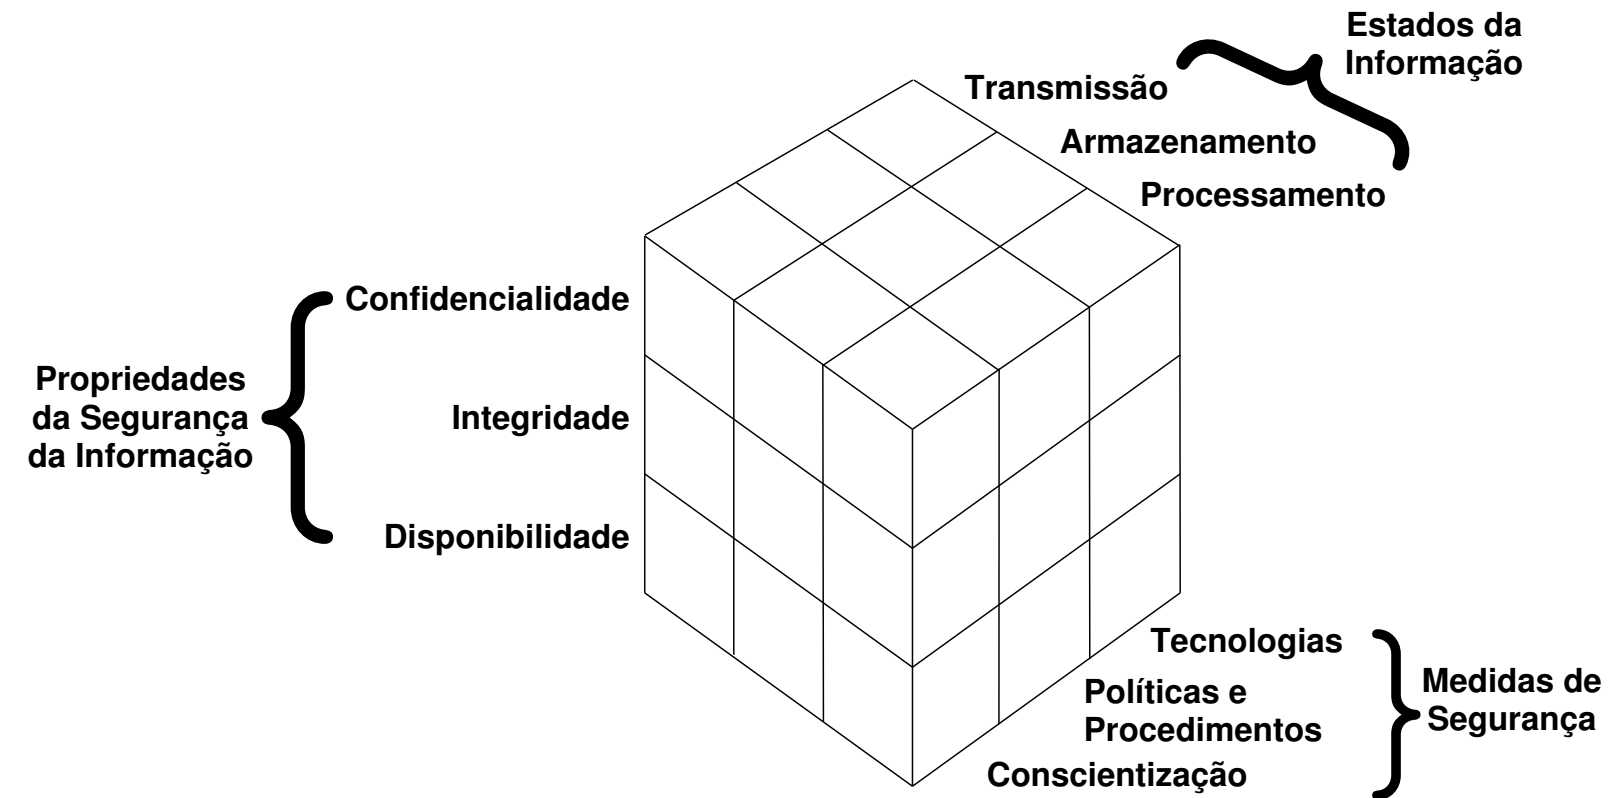 Estados da
Informação
Transmissão
Armazenamento
Processamento
Confidencialidade
Propriedades
da Segurança
da Informação
Integridade
Disponibilidade
Tecnologias
Políticas e
Procedimentos
Conscientização
Medidas de
Segurança